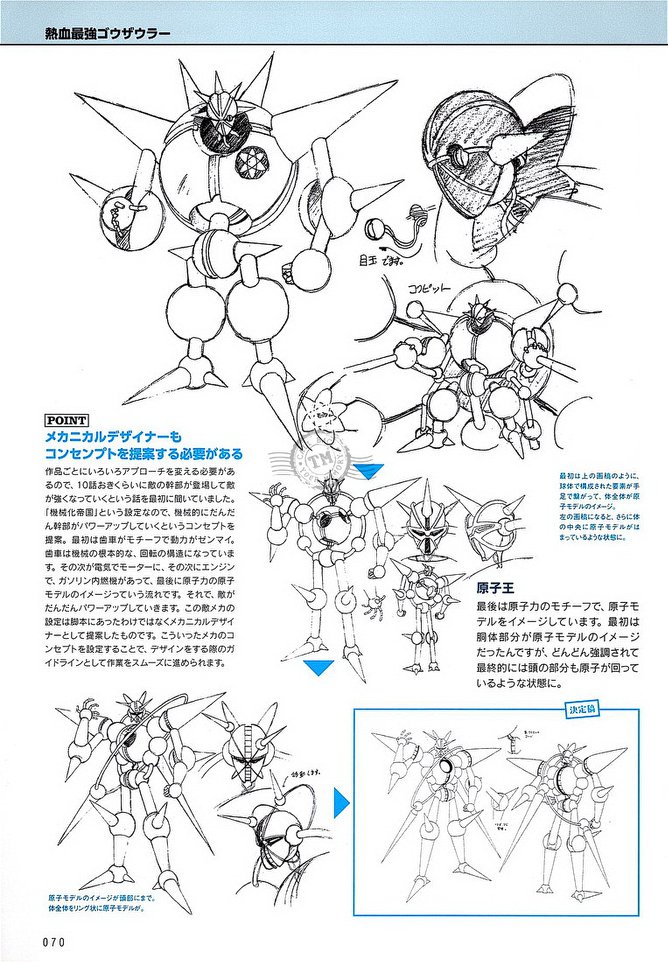 熱血最強ゴウザウラー
目玉です。
コクピット
POINT
メカニカルデザイナーも
コンセンプトを提案する必要がある
作品ごとにいろいろアプローチを変える必要があ
るので、10話おきくらいに敵の幹部が登場して敵
が強くなっていくという話を最初に聞いていました。
「機械化帝国」という設定なので、機械的にだんだ
ん幹部がパワーアップしていくというコンセプトを
提案。最初は歯車がモチーフで動力がゼンマイ。
歯車は機械の根本的な、回転の構造になっていま
す。その次が電気でモーターに、その次にエンジン
で、ガソリン内燃機があって、最後に原子力の原子
モデルのイメージっていう流れです。それで、敵が
だんだんパワーアップしていきます。この敵メカの
設定は脚本にあったわけではなくメカニカルデザイ
ナーとして提案したものです。こういったメカのコ
ンセプトを設定することで、デザインをする際のガ
イドラインとして作業をスムーズに進められます。
TM
最初は上の画稿のように、
球体で構成された要素が手
足で繋がって、体全体が原
子モデルのイメージ。
左の画稿になると、さらに体
の中央に原子モデルがは
まっているような状態に。
原子王
最後は原子力のモチーフで、原子モ
デルをイメージしています。最初は
胴体部分が原子モデルのイメージ
だったんですが、どんどん強調されて
最終的には頭の部分も原子が回って
いるような状態に。
決定稿
原子モデルのイメージが頭部にまで。
体全体をリング状に原子モデルが。
070